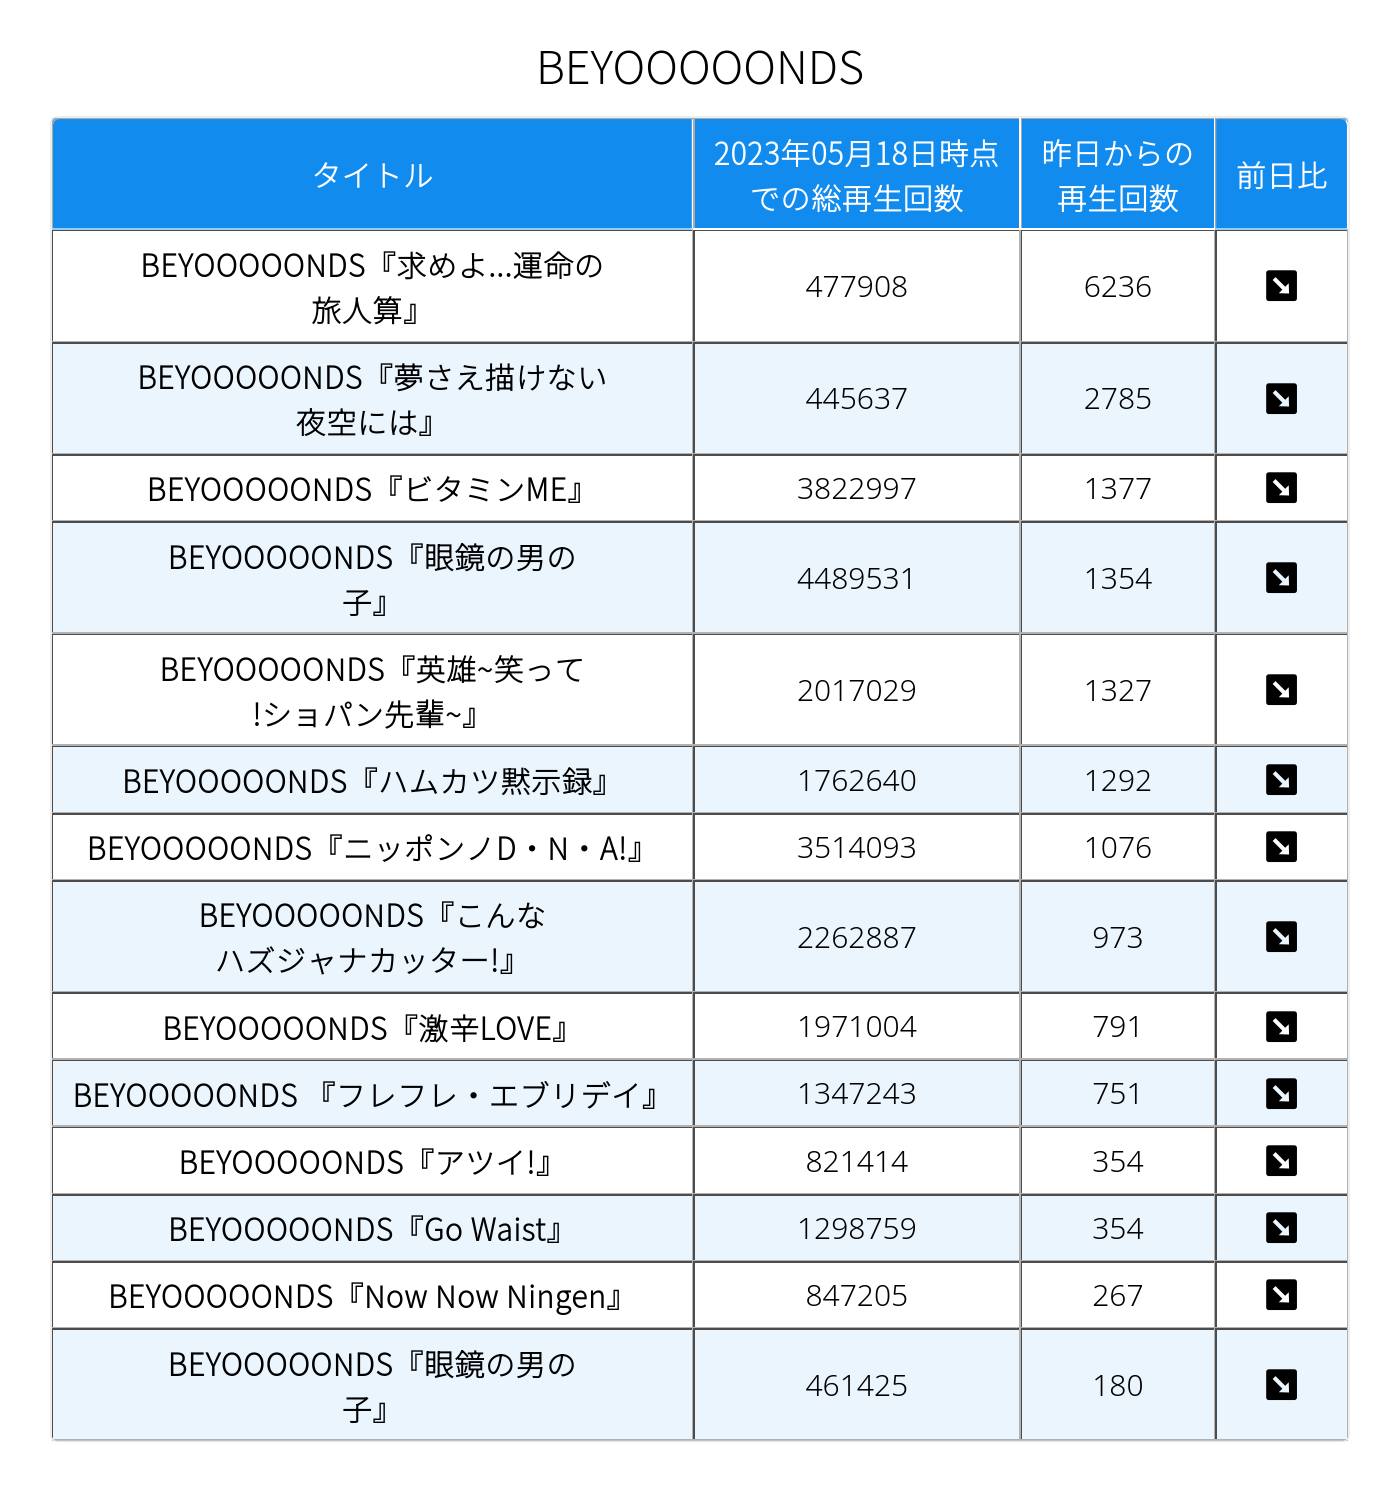 BEYOOOOONDS
タイトル
2023年05月18日時点
での総再生回数
昨日からの
再生回数
前日比
BEYOOOOONDS『求めよ...運命の
旅人算』
477908
6236
BEYOOOOONDS『夢さえ描けない
夜空には』
445637
2785
BEYOOOOONDS『ビタミンME』
3822997
1377
BEYOOOOONDS『眼鏡の男の
子』
4489531
1354
BEYOOOOONDS『英雄~笑って
!ショパン先輩~』
2017029
1327
BEYOOOOONDS『ハムカツ黙示録』
1762640
1292
BEYOOOOONDS『ニッポンノD・N・A!』
3514093
1076
BEYOOOOONDS『こんな
ハズジャナカッター!』
2262887
973
BEYOOOOONDS『激辛LOVE』
1971004
791
BEYOOOOONDS 『フレフレ・エブリデイ』
1347243
751
BEYOOOOONDS『アツイ!』
821414
354
BEYOOOOONDS『Go Waist』
1298759
354
BEYOOOOONDS『Now Now Ningen』
847205
267
BEYOOOOONDS『眼鏡の男の
子』
461425
180